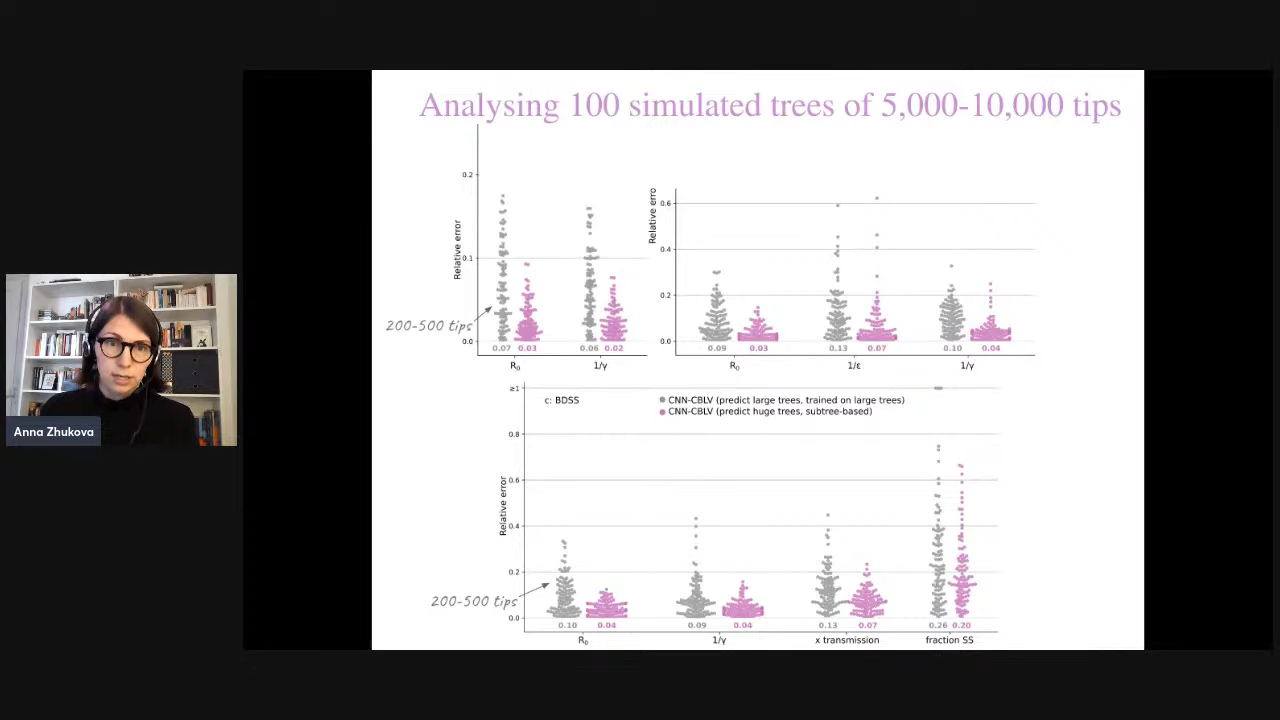 Analysing 100 simulated trees of 5,000-10,000 tips
Relative error
0.2
0.1
0.0
200-500 tips
0.07 0.03 0.06 0.02
R₀ 1/γ
Relative erro
0.6
0.4
0.2
0.0
0.09 0.03 0.13 0.07 0.10 0.04
R₀ 1/ε 1/γ
c: BDSS
CNN-CBLV (predict large trees, trained on large trees)
CNN-CBLV (predict huge trees, subtree-based)
Relative error
≥1
0.8
0.6
0.4
0.2
0.0
200-500 tips
0.10 0.04 0.09 0.04 0.13 0.07 0.26 0.20
R₀ 1/γ x transmission fraction SS
Anna Zhukova